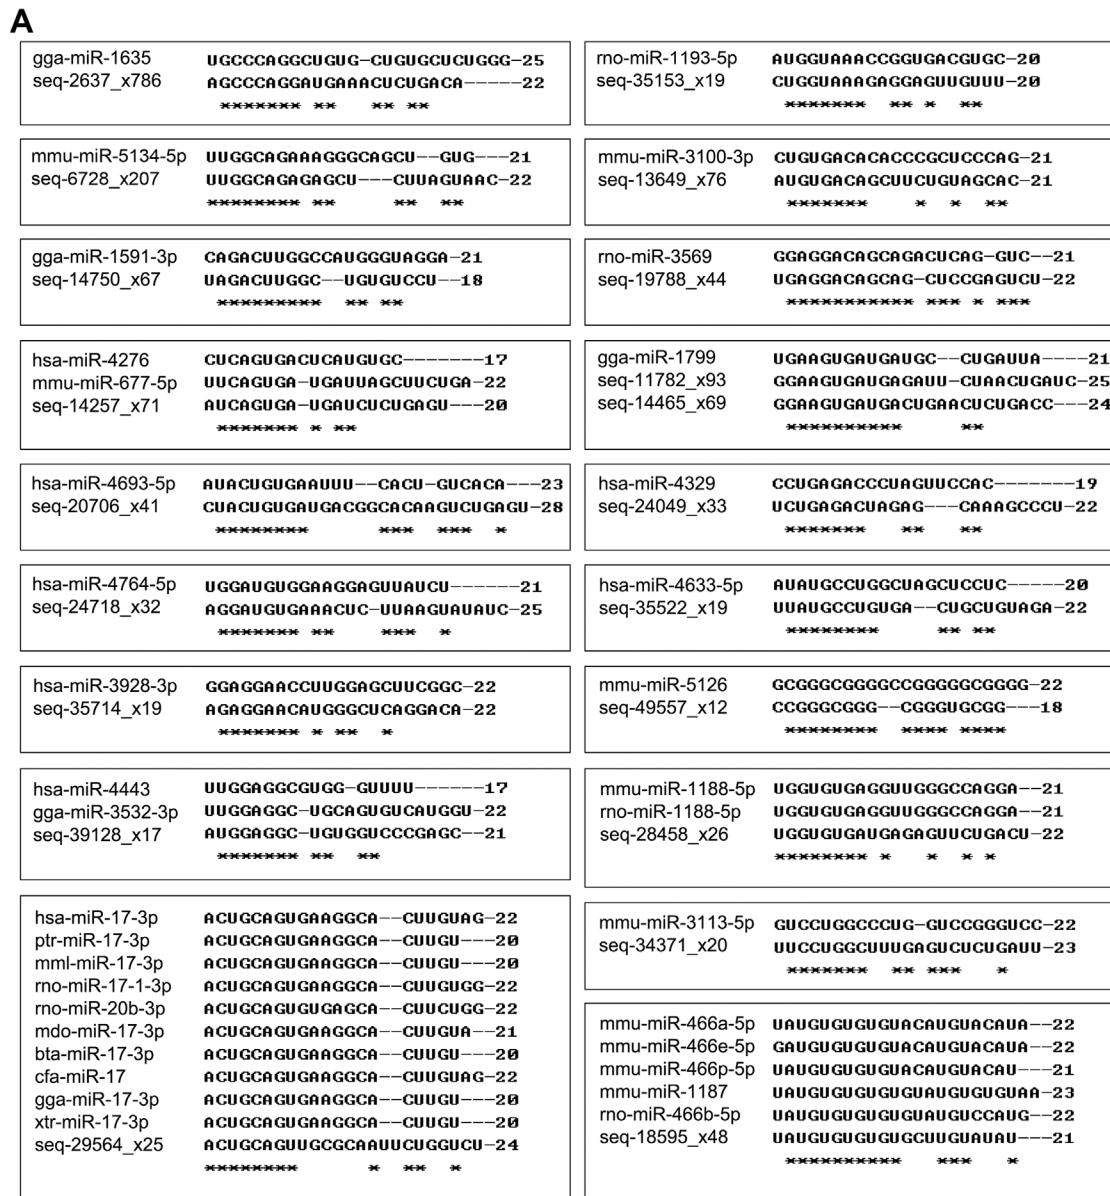 A
gga-miR-1635 UGCCCAGGCUGUG-CUGUGCUCUGGG-25
seq-2637_x786 AGCCCAGGAUGAAACUCUGACA-----22
******* ** ** **
mmu-miR-5134-5p UUGGCAGAAAGGGCAGCU--GUG---21
seq-6728_x207 UUGGCAGAGAGCU---CUUAGUAAC-22
******** ** ** **
gga-miR-1591-3p CAGACUUGGCCAUGGGUAGGA-21
seq-14750_x67 UAGACUUGGC--UGUGUCCU--18
********* ** **
hsa-miR-4276 CUCAGUGACUCAUGUGC-------17
mmu-miR-677-5p UUCAGUGA-UGAUUAGCUUCUGA-22
seq-14257_x71 AUCAGUGA-UGAUCUCUGAGU---20
******* * **
hsa-miR-4693-5p AUACUGUGAAUUU--CACU-GUCACA---23
seq-20706_x41 CUACUGUGAUGACGGCACAAGUCUGAGU-28
******** *** *** *
hsa-miR-4764-5p UGGAUGUGGAAGGAGUUAUCU------21
seq-24718_x32 AGGAUGUGAAACUC-UUAAGUAUAUC-25
******* ** *** *
hsa-miR-3928-3p GGAGGAACCUUGGAGCUUCGGC-22
seq-35714_x19 AGAGGAACAUGGGCUCAGGACA-22
******* * ** *
hsa-miR-4443 UUGGAGGCGUGG-GUUUU------17
gga-miR-3532-3p UUGGAGGC-UGCAGUGUCAUGGU-22
seq-39128_x17 AUGGAGGC-UGUGGUCCCGAGC--21
******* ** **
hsa-miR-17-3p ACUGCAGUGAAGGCA--CUUGUAG-22
ptr-miR-17-3p ACUGCAGUGAAGGCA--CUUGU---20
mml-miR-17-3p ACUGCAGUGAAGGCA--CUUGU---20
rno-miR-17-1-3p ACUGCAGUGAAGGCA--CUUGUGG-22
rno-miR-20b-3p ACUGCAGUGUGAGCA--CUUCUGG-22
mdo-miR-17-3p ACUGCAGUGAAGGCA--CUUGUA--21
bta-miR-17-3p ACUGCAGUGAAGGCA--CUUGU---20
cfa-miR-17 ACUGCAGUGAAGGCA--CUUGUAG-22
gga-miR-17-3p ACUGCAGUGAAGGCA--CUUGU---20
xtr-miR-17-3p ACUGCAGUGAAGGCA--CUUGU---20
seq-29564_x25 ACUGCAGUUGCGCAAUUCUGGUCU-24
******** * ** *
rno-miR-1193-5p AUGGUAAACCGGUGACGUGC-20
seq-35153_x19 CUGGUAAAGAGGAGUUGUUU-20
******* ** * **
mmu-miR-3100-3p CUGUGACACACCCGCUCCCAG-21
seq-13649_x76 AUGUGACAGCUUCUGUAGCAC-21
******* * * **
rno-miR-3569 GGAGGACAGCAGACUCAG-GUC--21
seq-19788_x44 UGAGGACAGCAG-CUCCGAGUCU-22
*********** *** * ***
gga-miR-1799 UGAAGUGAUGAUGC--CUGAUUA----21
seq-11782_x93 GGAAGUGAUGAGAUU-CUAACUGAUC-25
seq-14465_x69 GGAAGUGAUGACUGAACUCUGACC---24
********** **
hsa-miR-4329 CCUGAGACCCUAGUUCCAC-------19
seq-24049_x33 UCUGAGACUAGAG---CAAAGCCCU-22
******* ** **
hsa-miR-4633-5p AUAUGCCUGGCUAGCUCCUC-----20
seq-35522_x19 UUAUGCCUGUGA--CUGCUGUAGA-22
******** ** **
mmu-miR-5126 GCGGGCGGGGCCGGGGGCGGGG-22
seq-49557_x12 CCGGGCGGG--CGGGUGCGG---18
******** **** ****
mmu-miR-1188-5p UGGUGUGAGGUUGGGCCAGGA-21
rno-miR-1188-5p UGGUGUGAGGUUGGGCCAGGA-21
seq-28458_x26 UGGUGUGAUGAGAGUUCUGACU-22
******** * * * *
mmu-miR-3113-5p GUCCUGGCCCUG-GUCCGGGUCC-22
seq-34371_x20 UUCCUGGCUUUGAGUCUCUGAUU-23
******* ** *** *
mmu-miR-466a-5p UAUGUGUGUGUACAUGUACAUA--22
mmu-miR-466e-5p GAUGUGUGUGUACAUGUACAUA--22
mmu-miR-466p-5p UAUGUGUGUGUACAUGUACAU---21
mmu-miR-1187 UAUGUGUGUGUGUAUGUGUGUAA-23
rno-miR-466b-5p UAUGUGUGUGUGUAUGUCCAUG--22
seq-18595_x48 UAUGUGUGUGUGCUUGUAUAU---21
********** *** *